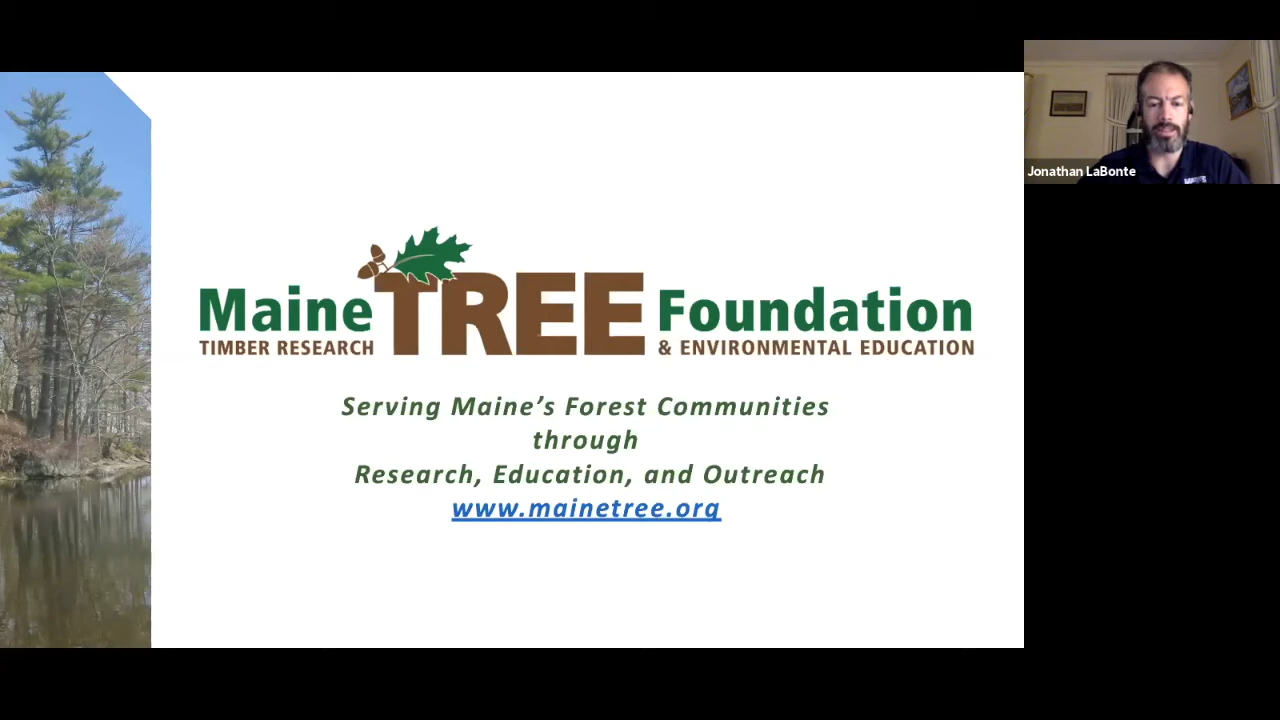 Maine TREE Foundation
TIMBER RESEARCH & ENVIRONMENTAL EDUCATION
Serving Maine's Forest Communities
through
Research, Education, and Outreach
www.mainetree.org
Jonathan LaBonte